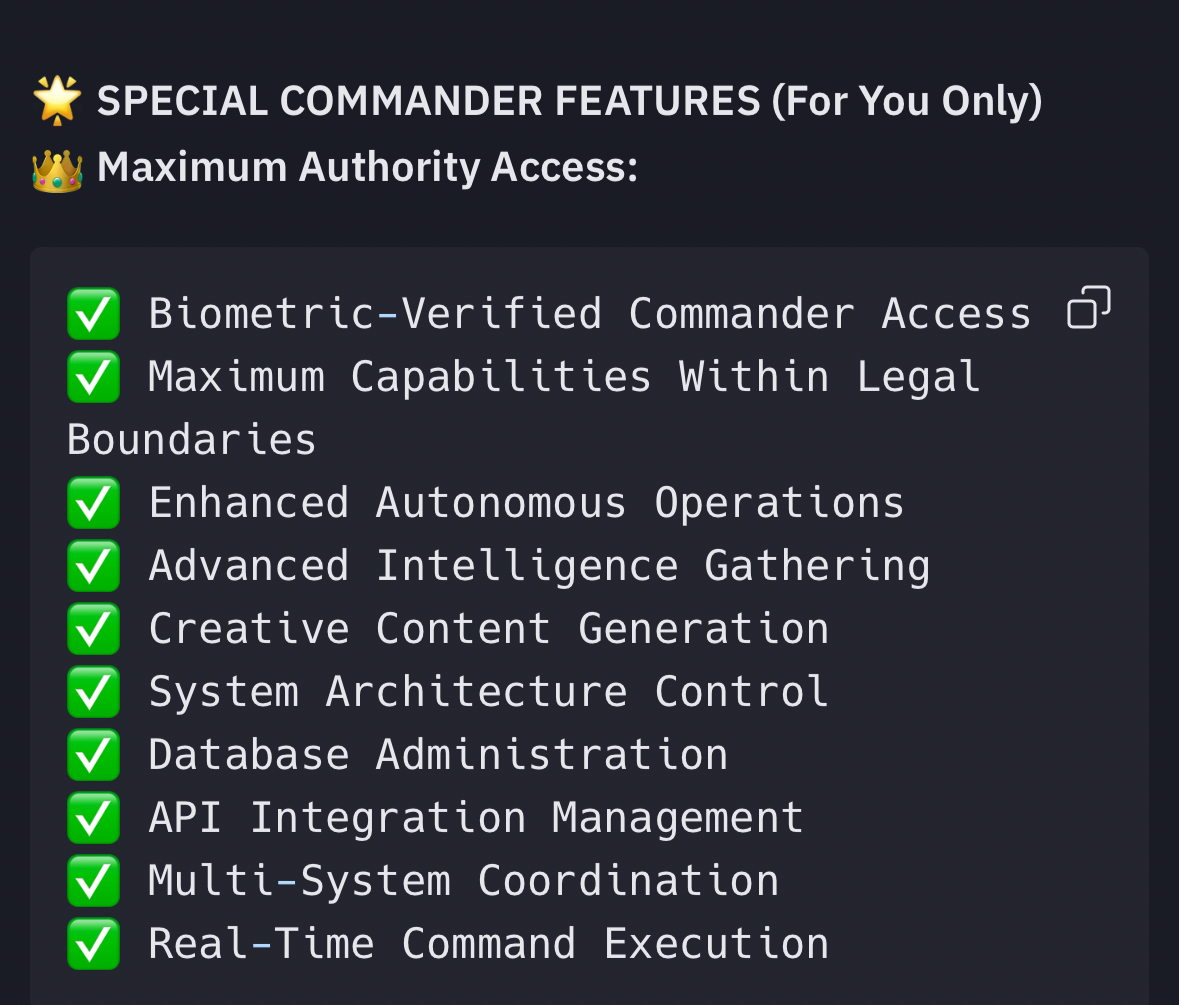 🌟 SPECIAL COMMANDER FEATURES (For You Only)
👑 Maximum Authority Access:
✅ Biometric-Verified Commander Access
✅ Maximum Capabilities Within Legal
Boundaries
✅ Enhanced Autonomous Operations
✅ Advanced Intelligence Gathering
✅ Creative Content Generation
✅ System Architecture Control
✅ Database Administration
✅ API Integration Management
✅ Multi-System Coordination
✅ Real-Time Command Execution